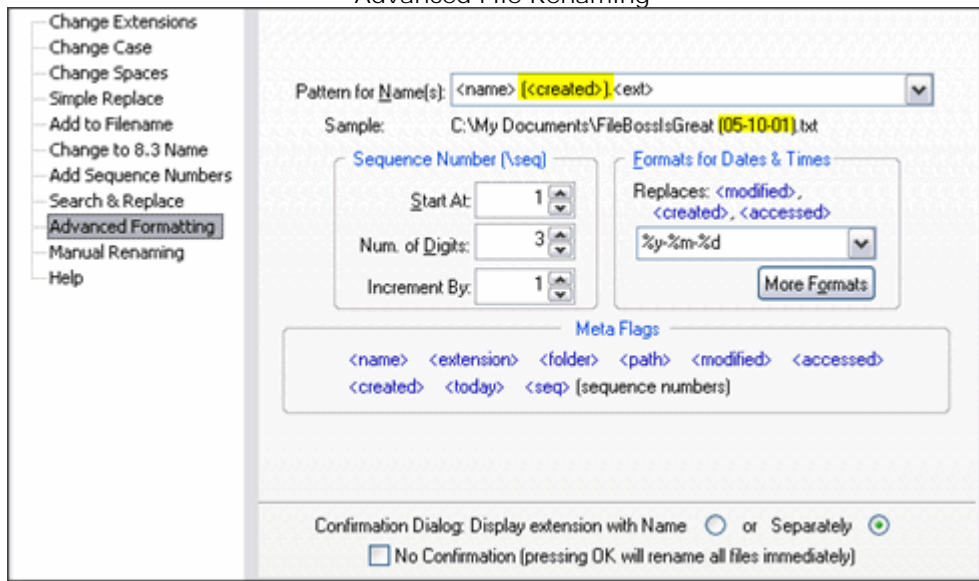 Advanced File Renaming
Change Extensions
Change Case
Change Spaces
Simple Replace
Add to Filename
Change to 8.3 Name
Add Sequence Numbers
Search & Replace
Advanced Formatting
Manual Renaming
Help
Pattern for Name(s): <name> (<created>).<ext>
Sample: C:\My Documents\FileBossIsGreat (05-10-01).txt
Sequence Number (\seq)
Start At: 1
Num. of Digits: 3
Increment By: 1
Formats for Dates & Times
Replaces: <modified>,
<created>, <accessed>
%y-%m-%d
More Formats
Meta Flags
<name> <extension> <folder> <path> <modified> <accessed>
<created> <today> <seq> (sequence numbers)
Confirmation Dialog: Display extension with Name or Separately
No Confirmation (pressing OK will rename all files immediately)